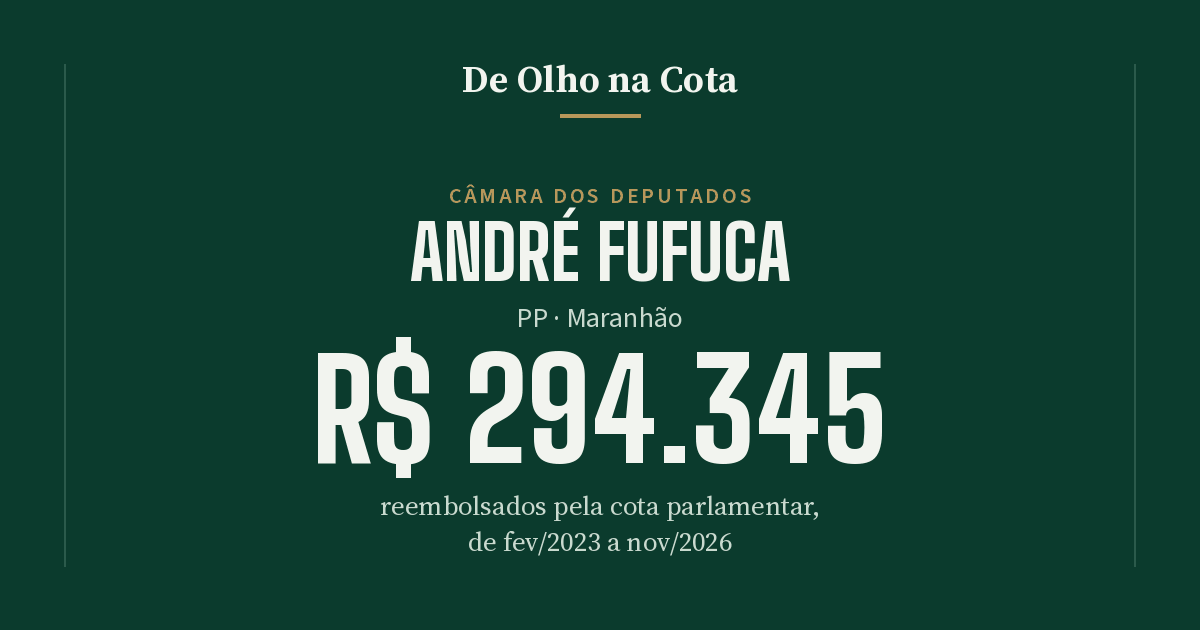 De Olho na Cota
CÂMARA DOS DEPUTADOS
ANDRÉ FUFUCA
PP · Maranhão
R$ 294.345
reembolsados pela cota parlamentar,
de fev/2023 a nov/2026